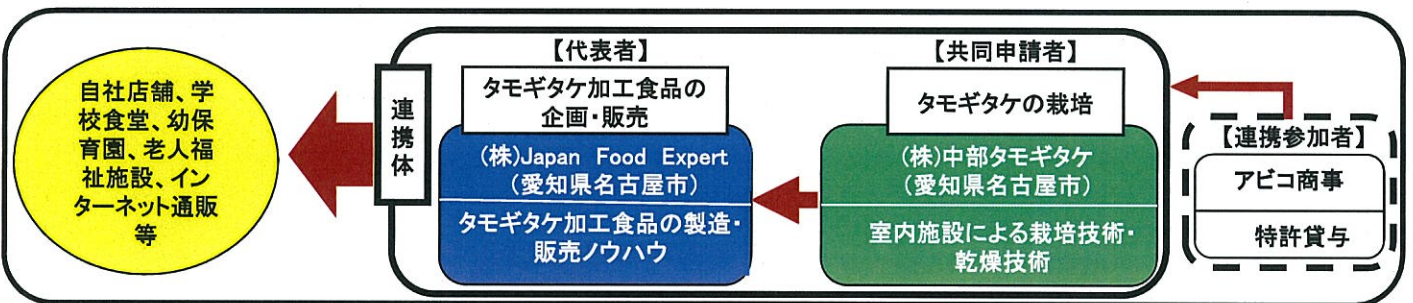 自社店舗、学
校食堂、幼保
育園、老人福
祉施設、イン
ターネット通販
等
連
携
体
【代表者】
タモギタケ加工食品の
企画・販売
(株)Japan Food Expert
(愛知県名古屋市)
タモギタケ加工食品の製造・
販売ノウハウ
【共同申請者】
タモギタケの栽培
(株)中部タモギタケ
(愛知県名古屋市)
室内施設による栽培技術・
乾燥技術
【連携参加者】
アビコ商事
特許貸与